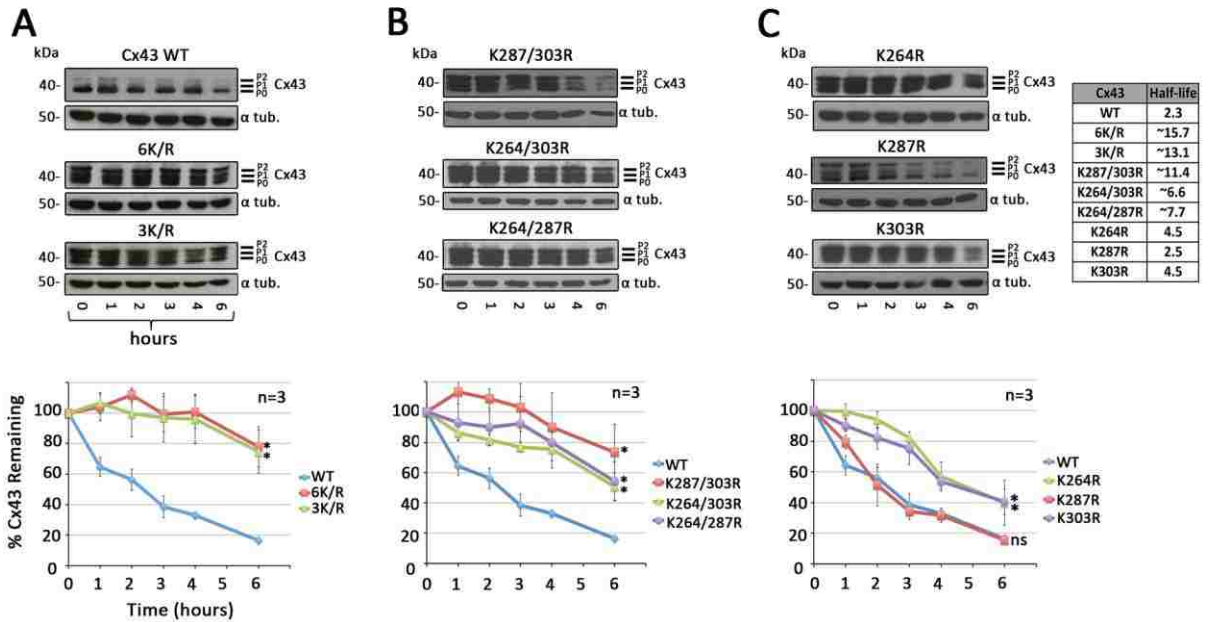 A
Cx43 WT
kDa
40-
P2
P1
P0
Cx43
50-
α tub.
6K/R
40-
P2
P1
P0
Cx43
50-
α tub.
3K/R
40-
P2
P1
P0
Cx43
50-
α tub.
0 1 2 3 4 6
hours
B
K287/303R
kDa
40-
P2
P1
P0
Cx43
50-
α tub.
K264/303R
40-
P2
P1
P0
Cx43
50-
α tub.
K264/287R
40-
P2
P1
P0
Cx43
50-
α tub.
0 1 2 3 4 6
C
K264R
kDa
40-
P2
P1
P0
Cx43
50-
α tub.
K287R
40-
P2
P1
P0
Cx43
50-
α tub.
K303R
40-
P2
P1
P0
Cx43
50-
α tub.
0 1 2 3 4 6
Cx43 Half-life
WT 2.3
6K/R ~15.7
3K/R ~13.1
K287/303R ~11.4
K264/303R ~6.6
K264/287R ~7.7
K264R 4.5
K287R 2.5
K303R 4.5
% Cx43 Remaining
100
80
60
40
20
0
0 1 2 3 4 5 6
Time (hours)
n=3
*
*
WT
6K/R
3K/R
100
80
60
40
20
0
0 1 2 3 4 5 6
n=3
*
*
*
WT
K287/303R
K264/303R
K264/287R
100
80
60
40
20
0
0 1 2 3 4 5 6
n=3
*
*
ns
WT
K264R
K287R
K303R